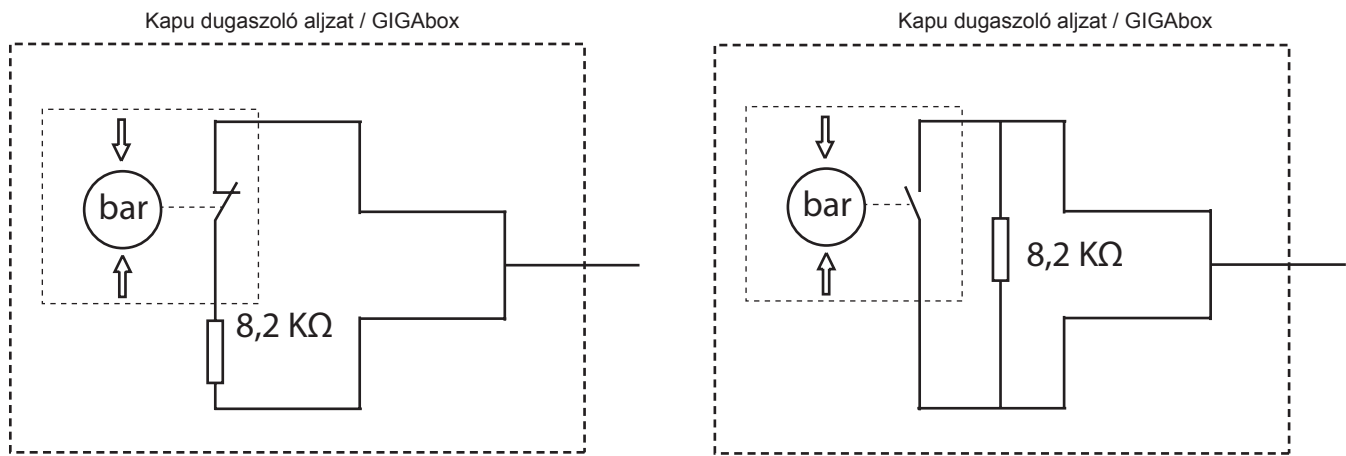 Kapu dugaszoló aljzat / GIGAbox
bar
8,2 KΩ
Kapu dugaszoló aljzat / GIGAbox
bar
8,2 KΩ